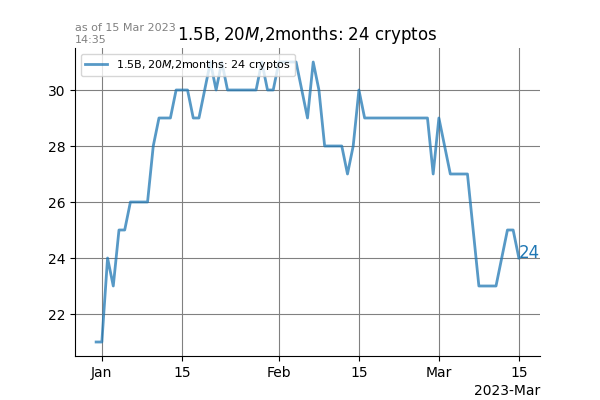 as of 15 Mar 2023
14:35
1.5B, 20M,2months: 24 cryptos
1.5B, 20M,2months: 24 cryptos
30
28
26
24
22
24
Jan
15
Feb
15
Mar
15
2023-Mar